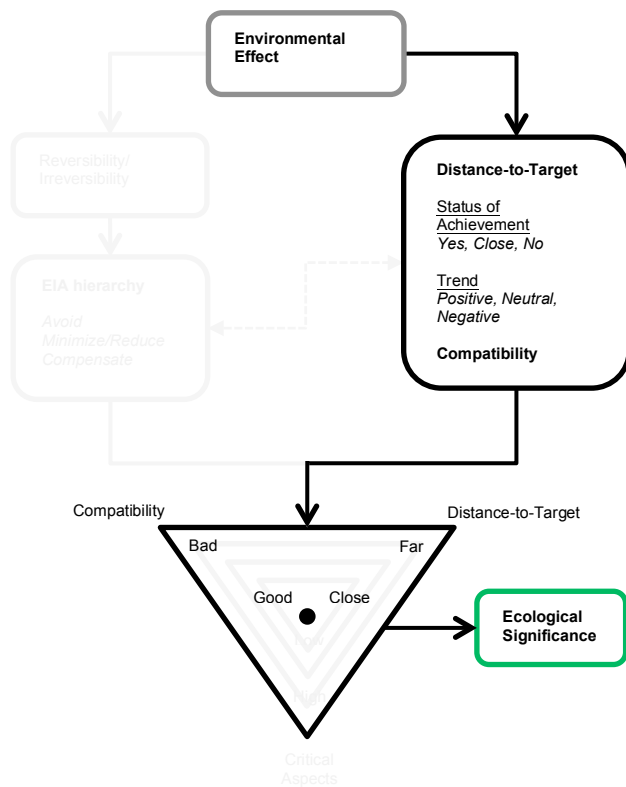 Environmental
Effect
Reversibility/
Irreversibility
EIA hierarchy
Avoid
Minimize/Reduce
Compensate
Distance-to-Target
Status of
Achievement
Yes, Close, No
Trend
Positive, Neutral,
Negative
Compatibility
Compatibility
Distance-to-Target
Bad
Far
Good
Close
High
Ecological
Significance
Critical
Aspects